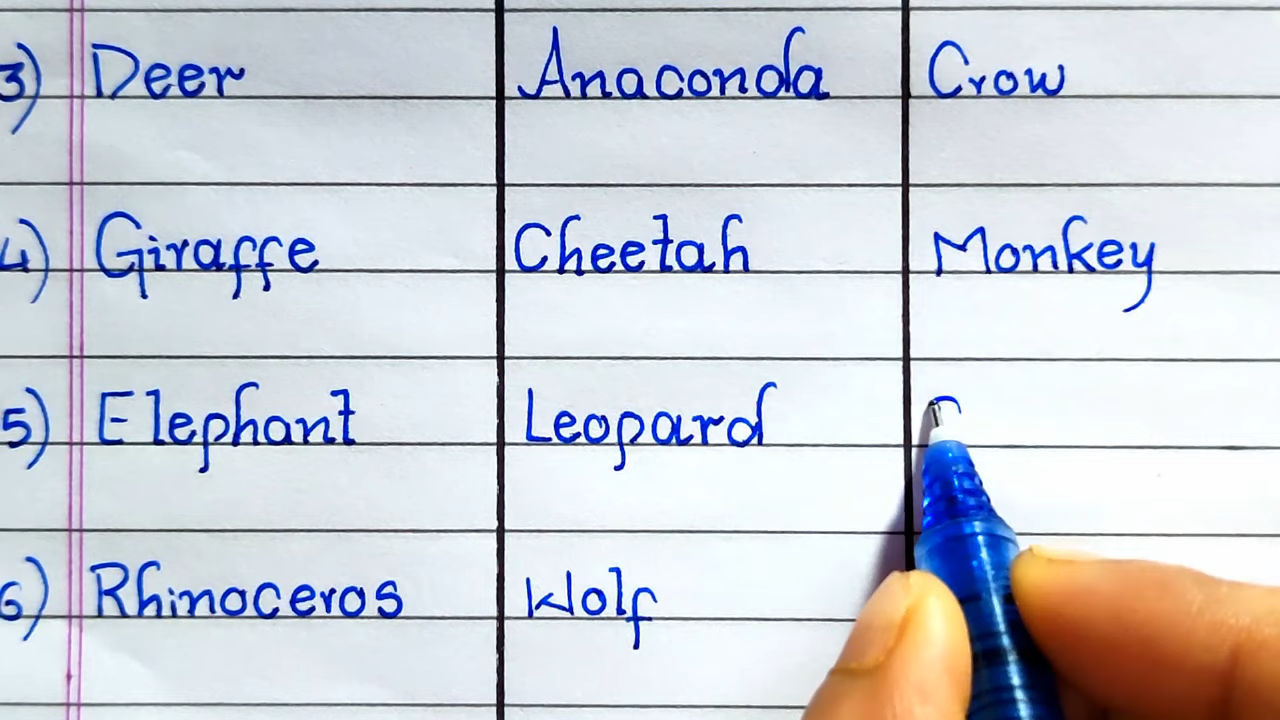 3) Deer Anaconda Crow
4) Giraffe Cheetah Monkey
5) Elephant Leopard
6) Rhinoceros Wolf